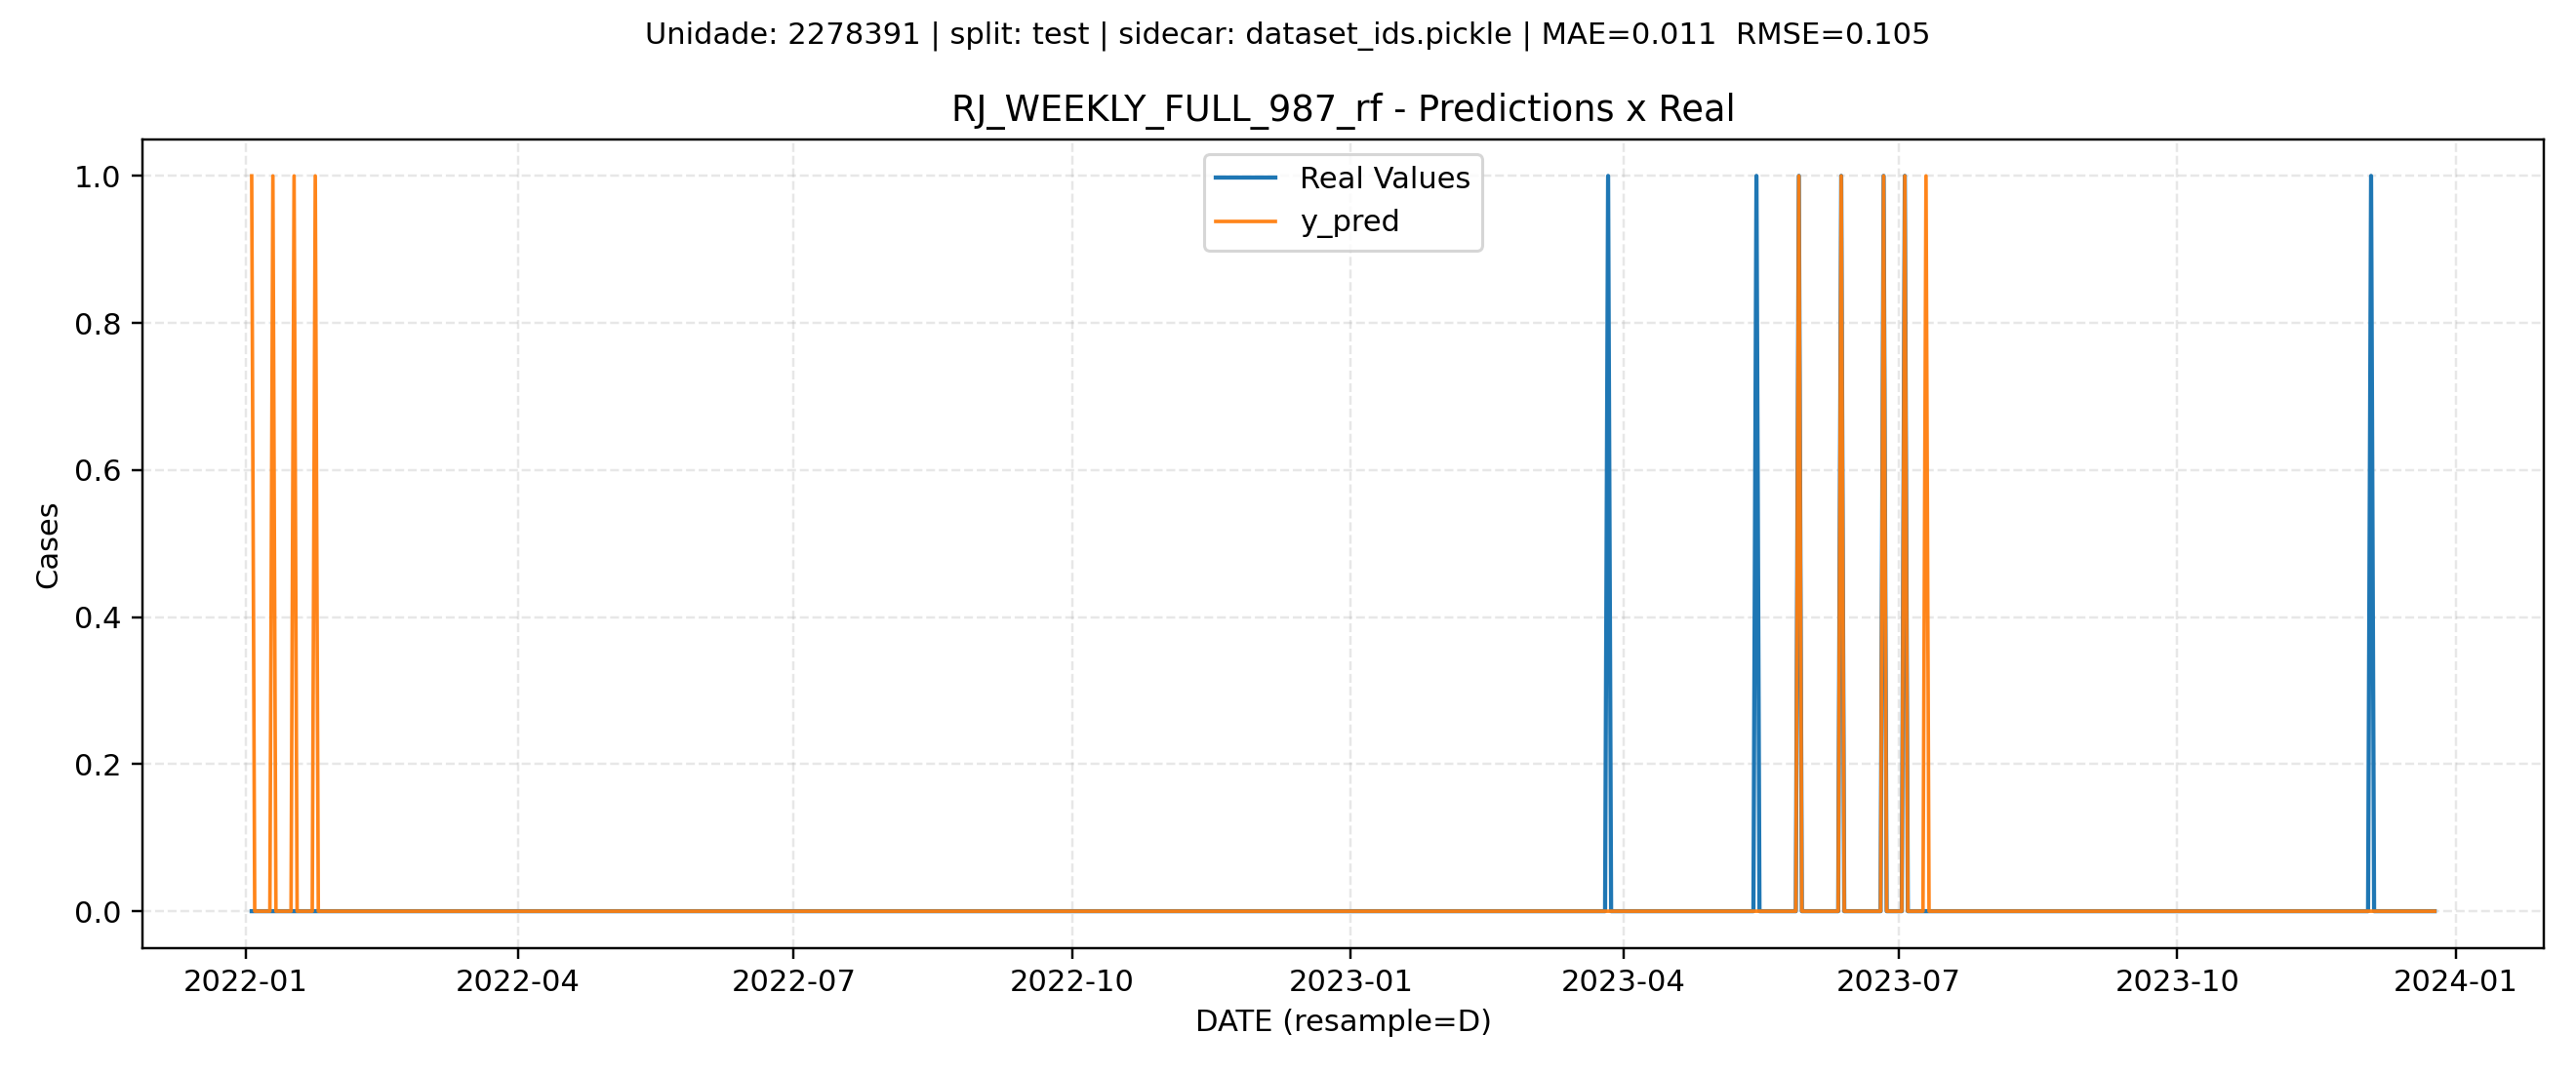 Unidade: 2278391 | split: test | sidecar: dataset_ids.pickle | MAE=0.011  RMSE=0.105
RJ_WEEKLY_FULL_987_rf - Predictions x Real
Real Values
y_pred
1.0
0.8
0.6
0.4
0.2
0.0
Cases
2022-01 2022-04 2022-07 2022-10 2023-01 2023-04 2023-07 2023-10 2024-01
DATE (resample=D)